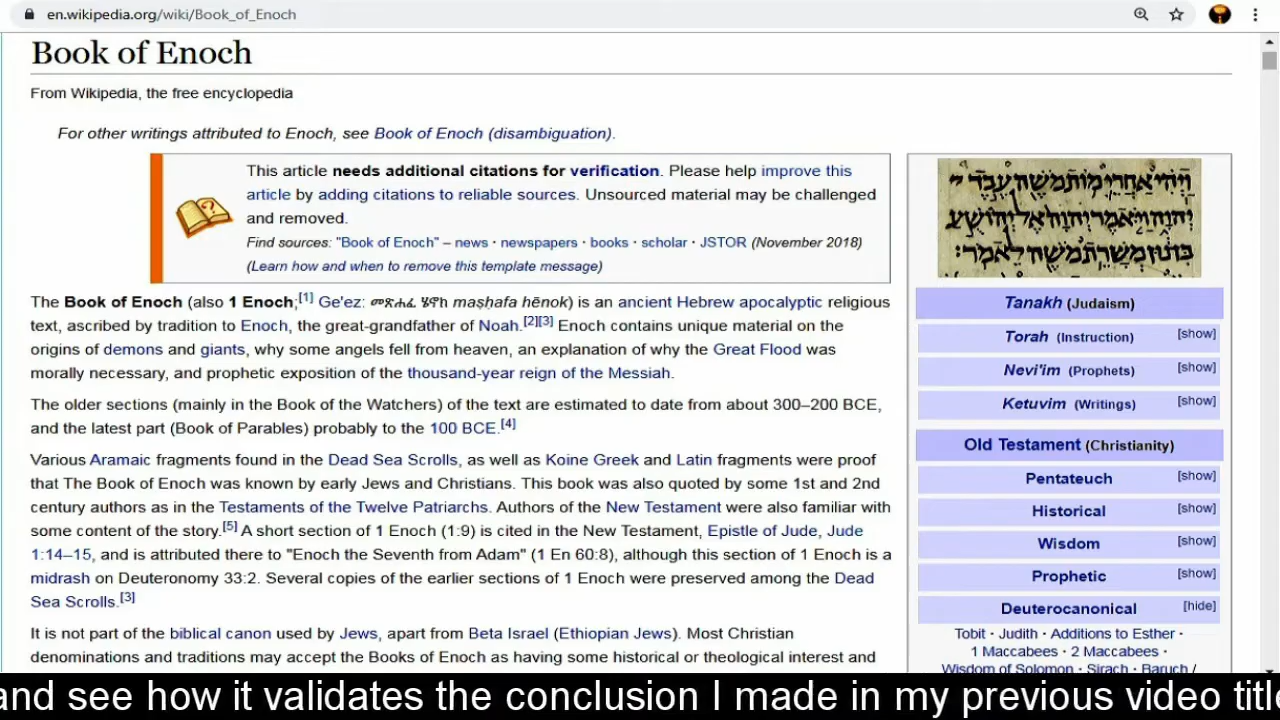 en.wikipedia.org/wiki/Book_of_Enoch
Book of Enoch
From Wikipedia, the free encyclopedia
For other writings attributed to Enoch, see Book of Enoch (disambiguation).
This article needs additional citations for verification. Please help improve this
article by adding citations to reliable sources. Unsourced material may be challenged
and removed.
Find sources: "Book of Enoch" – news · newspapers · books · scholar · JSTOR (November 2018)
(Learn how and when to remove this template message)
The Book of Enoch (also 1 Enoch;[1] Ge'ez: መጽሐፈ ሄኖክ maṣḥafa hēnok) is an ancient Hebrew apocalyptic religious
text, ascribed by tradition to Enoch, the great-grandfather of Noah.[2][3] Enoch contains unique material on the
origins of demons and giants, why some angels fell from heaven, an explanation of why the Great Flood was
morally necessary, and prophetic exposition of the thousand-year reign of the Messiah.
The older sections (mainly in the Book of the Watchers) of the text are estimated to date from about 300–200 BCE,
and the latest part (Book of Parables) probably to the 100 BCE.[4]
Various Aramaic fragments found in the Dead Sea Scrolls, as well as Koine Greek and Latin fragments were proof
that The Book of Enoch was known by early Jews and Christians. This book was also quoted by some 1st and 2nd
century authors as in the Testaments of the Twelve Patriarchs. Authors of the New Testament were also familiar with
some content of the story.[5] A short section of 1 Enoch (1:9) is cited in the New Testament, Epistle of Jude, Jude
1:14–15, and is attributed there to "Enoch the Seventh from Adam" (1 En 60:8), although this section of 1 Enoch is a
midrash on Deuteronomy 33:2. Several copies of the earlier sections of 1 Enoch were preserved among the Dead
Sea Scrolls.[3]
It is not part of the biblical canon used by Jews, apart from Beta Israel (Ethiopian Jews). Most Christian
denominations and traditions may accept the Books of Enoch as having some historical or theological interest and
ויהי אחרי מות משה עבד י
יהוה ויאמר יהוה אל יהושע
בן נון משרת משה לאמר:
Tanakh (Judaism)
Torah (Instruction) [show]
Nevi'im (Prophets) [show]
Ketuvim (Writings) [show]
Old Testament (Christianity)
Pentateuch [show]
Historical [show]
Wisdom [show]
Prophetic [show]
Deuterocanonical [hide]
Tobit · Judith · Additions to Esther ·
1 Maccabees · 2 Maccabees ·
Wisdom of Solomon · Sirach · Baruch /
and see how it validates the conclusion I made in my previous video title